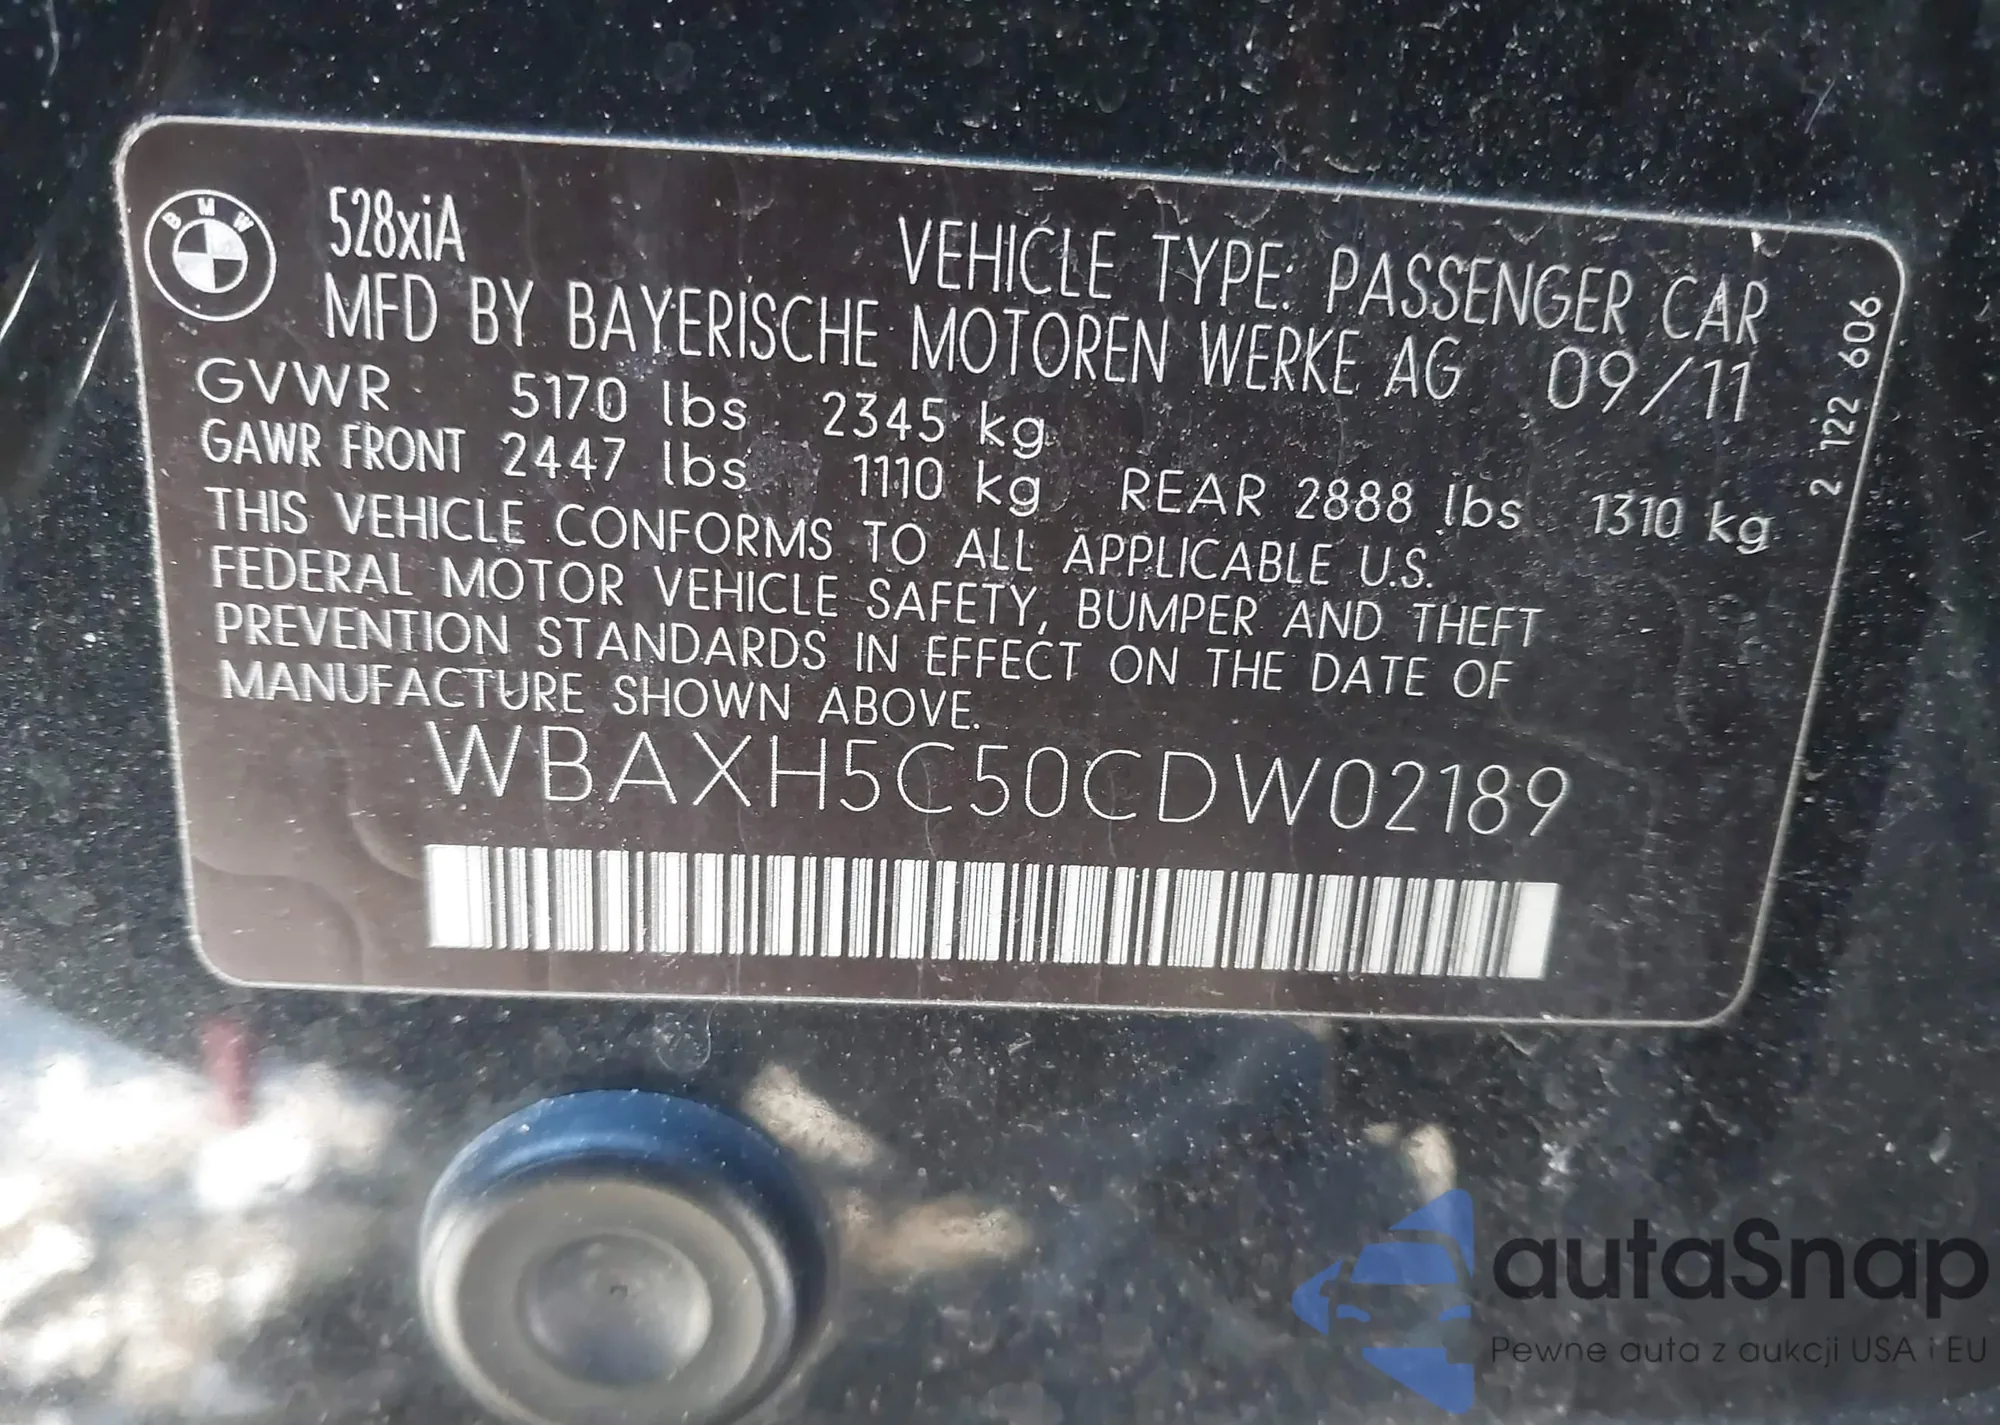 BMW
528xiA
VEHICLE TYPE: PASSENGER CAR
MFD BY BAYERISCHE MOTOREN WERKE AG 09/11
GVWR 5170 lbs 2345 kg
GAWR FRONT 2447 lbs 1110 kg REAR 2888 lbs 1310 kg
THIS VEHICLE CONFORMS TO ALL APPLICABLE U.S.
FEDERAL MOTOR VEHICLE SAFETY, BUMPER AND THEFT
PREVENTION STANDARDS IN EFFECT ON THE DATE OF
MANUFACTURE SHOWN ABOVE.
WBAXH5C50CDW02189
2 122 606
autaSnap
Pewne auta z aukcji USA i EU